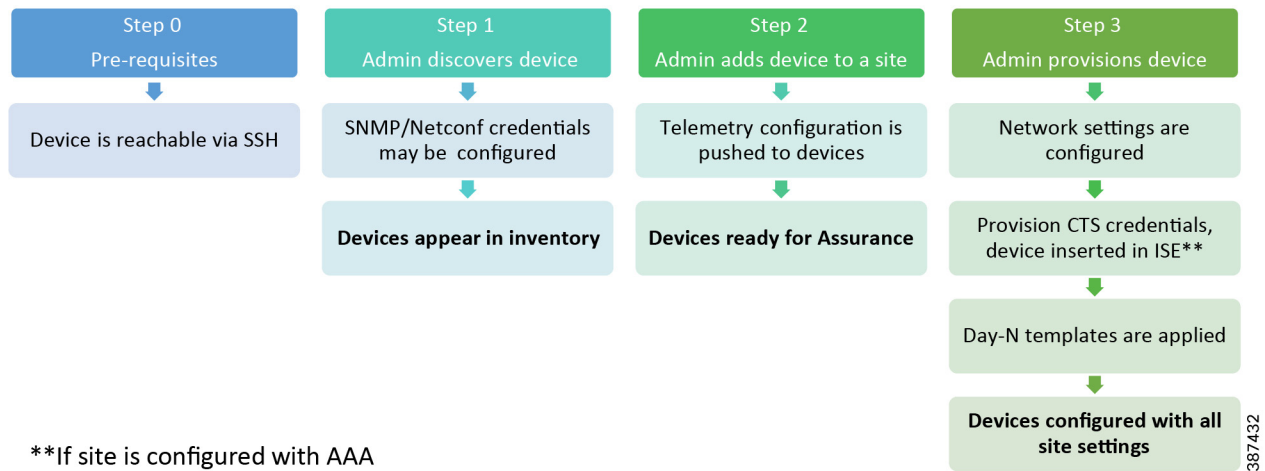 Step 0
Pre-requisites
Device is reachable via SSH
Step 1
Admin discovers device
SNMP/Netconf credentials
may be configured
Devices appear in inventory
Step 2
Admin adds device to a site
Telemetry configuration is
pushed to devices
Devices ready for Assurance
Step 3
Admin provisions device
Network settings are
configured
Provision CTS credentials,
device inserted in ISE**
Day-N templates are applied
Devices configured with all
site settings
**If site is configured with AAA
387432